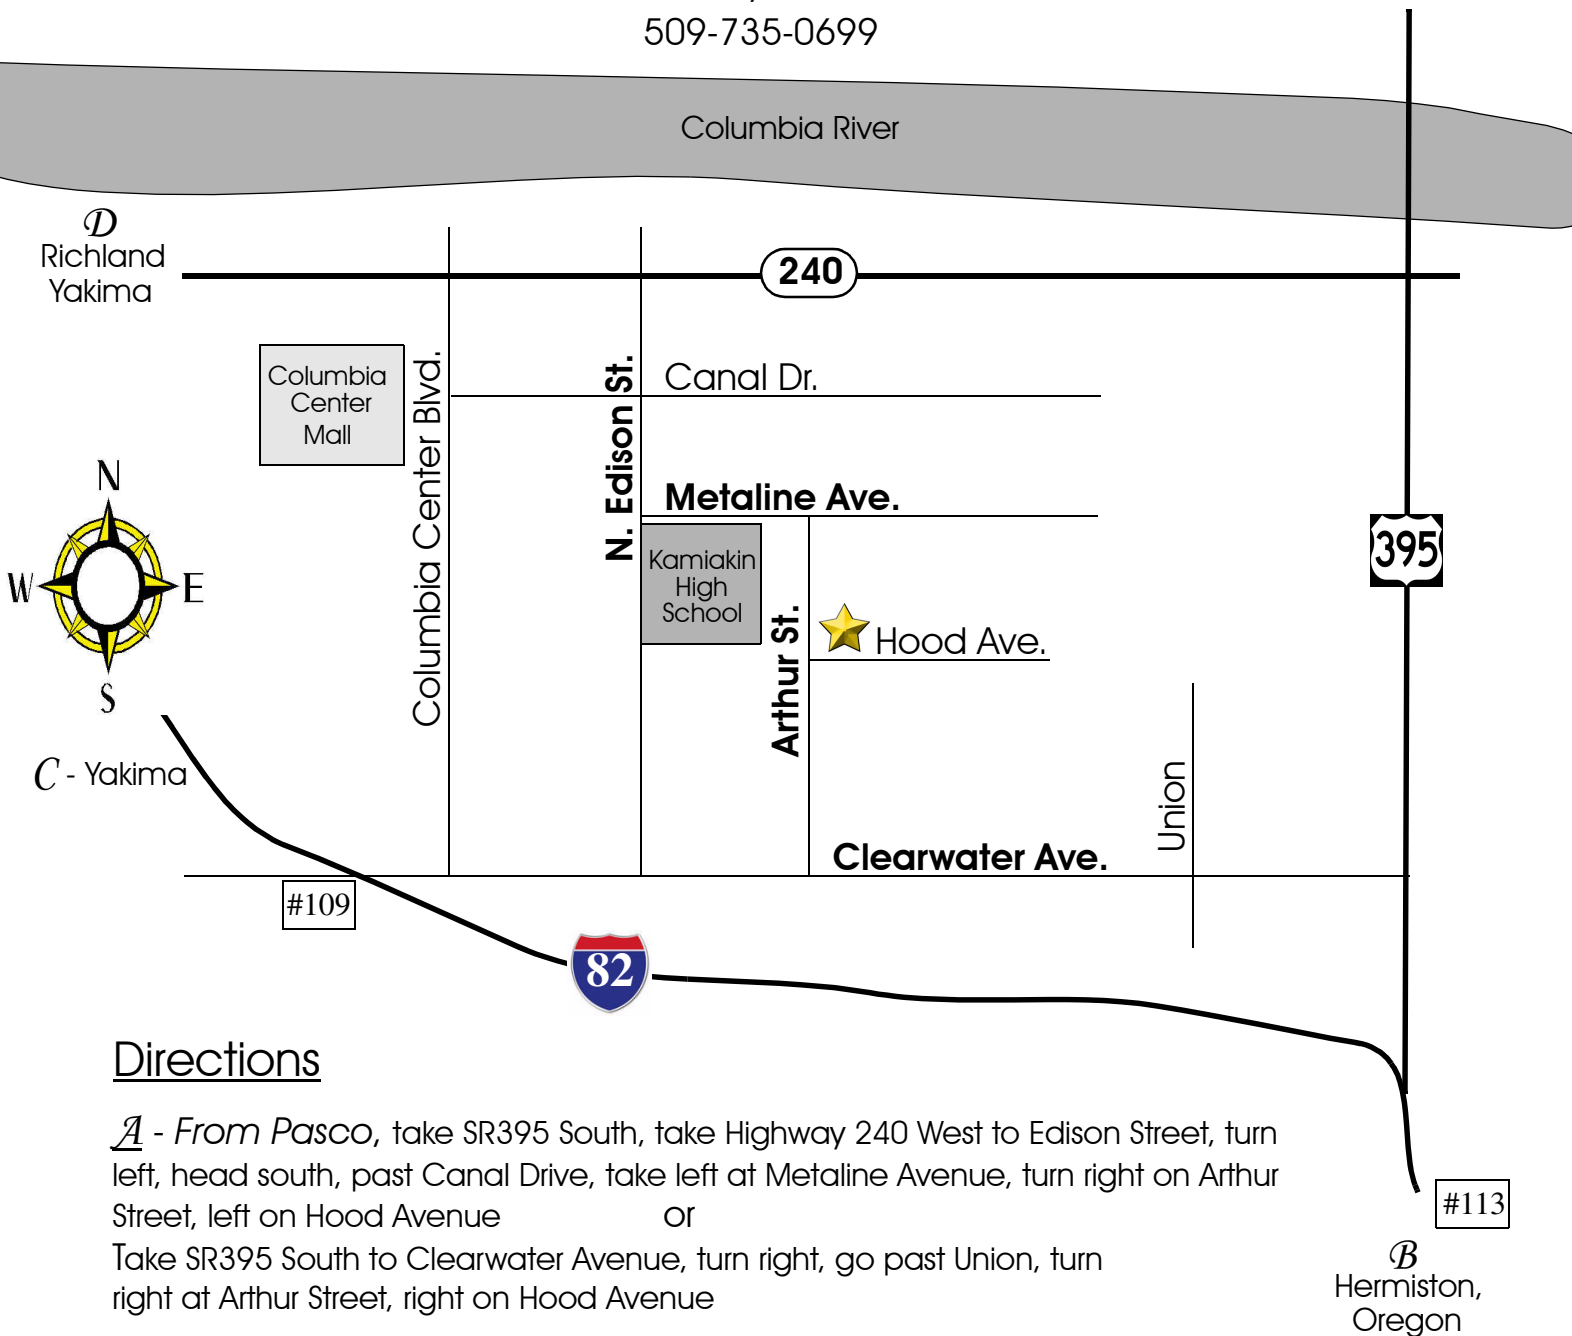 509-735-0699
Columbia River
D
Richland
Yakima
240
Columbia
Center
Mall
Columbia Center Blvd.
N. Edison St.
Canal Dr.
Metaline Ave.
395
Kamiakin
High
School
Arthur St.
Hood Ave.
N
W
E
S
C - Yakima
Union
Clearwater Ave.
#109
82
Directions
A - From Pasco, take SR395 South, take Highway 240 West to Edison Street, turn
left, head south, past Canal Drive, take left at Metaline Avenue, turn right on Arthur
Street, left on Hood Avenue or
Take SR395 South to Clearwater Avenue, turn right, go past Union, turn
right at Arthur Street, right on Hood Avenue
#113
B
Hermiston,
Oregon